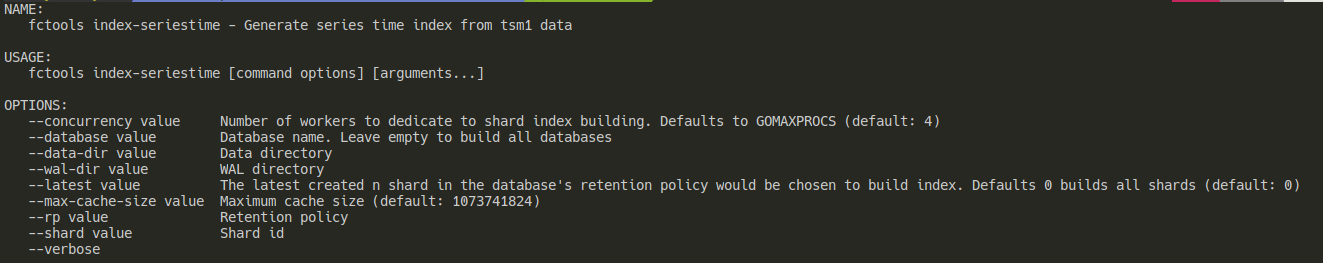 NAME:
fctools index-seriestime - Generate series time index from tsm1 data
USAGE:
fctools index-seriestime [command options] [arguments...]
OPTIONS:
--concurrency value Number of workers to dedicate to shard index building. Defaults to GOMAXPROCS (default: 4)
--database value Database name. Leave empty to build all databases
--data-dir value Data directory
--wal-dir value WAL directory
--latest value The latest created n shard in the database's retention policy would be chosen to build index. Defaults 0 builds all shards (default: 0)
--max-cache-size value Maximum cache size (default: 1073741824)
--rp value Retention policy
--shard value Shard id
--verbose